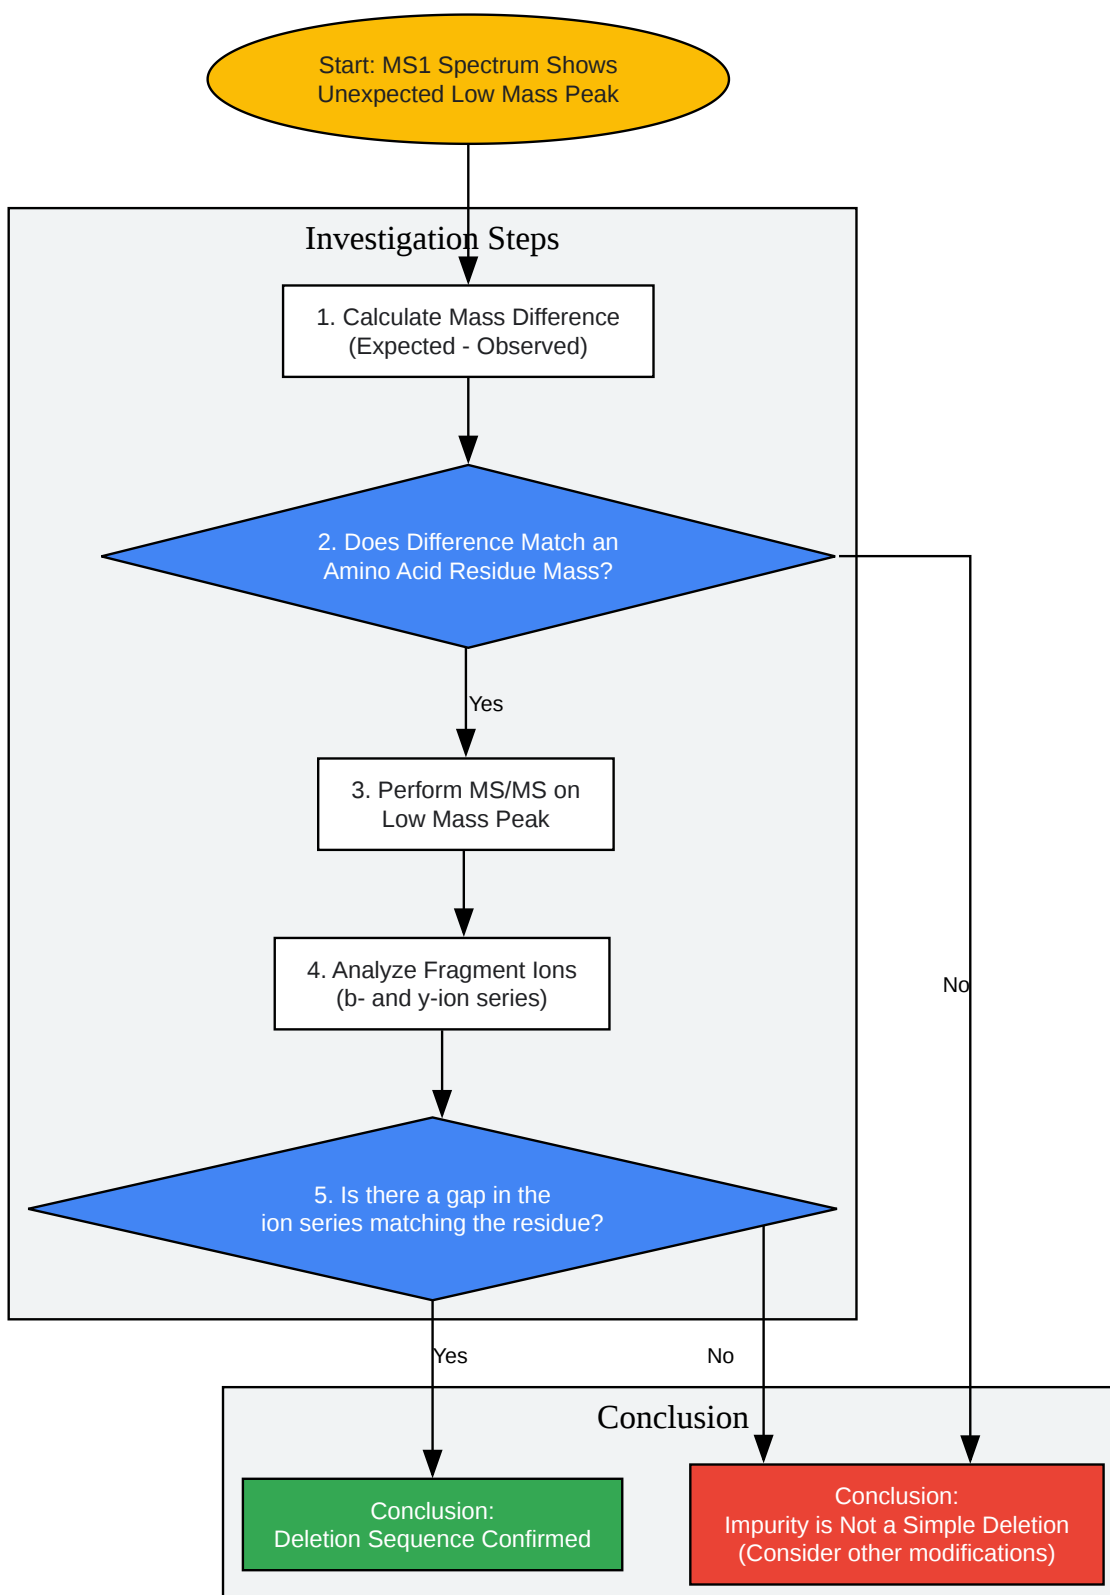 Start: MS1 Spectrum Shows
Unexpected Low Mass Peak
Investigation Steps
1. Calculate Mass Difference
(Expected - Observed)
2. Does Difference Match an
Amino Acid Residue Mass?
Yes
3. Perform MS/MS on
Low Mass Peak
4. Analyze Fragment Ions
(b- and y-ion series)
No
5. Is there a gap in the
ion series matching the residue?
Yes
No
Conclusion
Conclusion:
Deletion Sequence Confirmed
Conclusion:
Impurity is Not a Simple Deletion
(Consider other modifications)